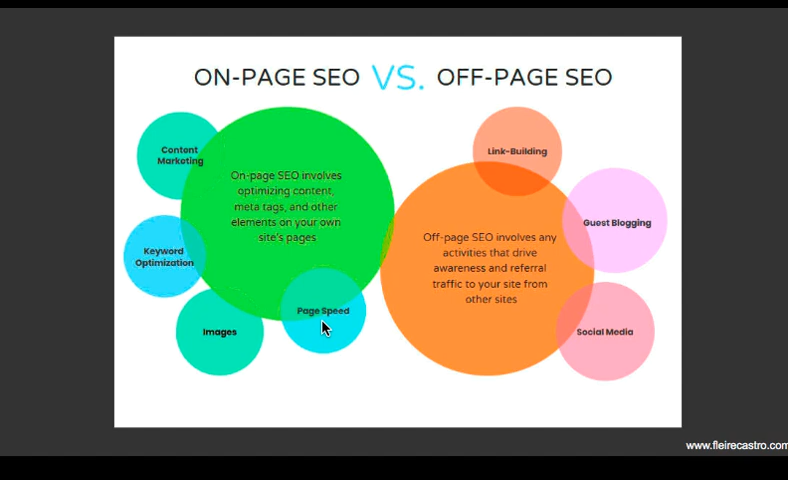 ON-PAGE SEO VS. OFF-PAGE SEO
Content
Marketing
On-page SEO involves
optimizing content,
meta tags, and other
elements on your own
site's pages
Keyword
Optimization
Images
Page Speed
Link-Building
Off-page SEO involves any
activities that drive
awareness and referral
traffic to your site from
other sites
Guest Blogging
Social Media
www.fleirecastro.com